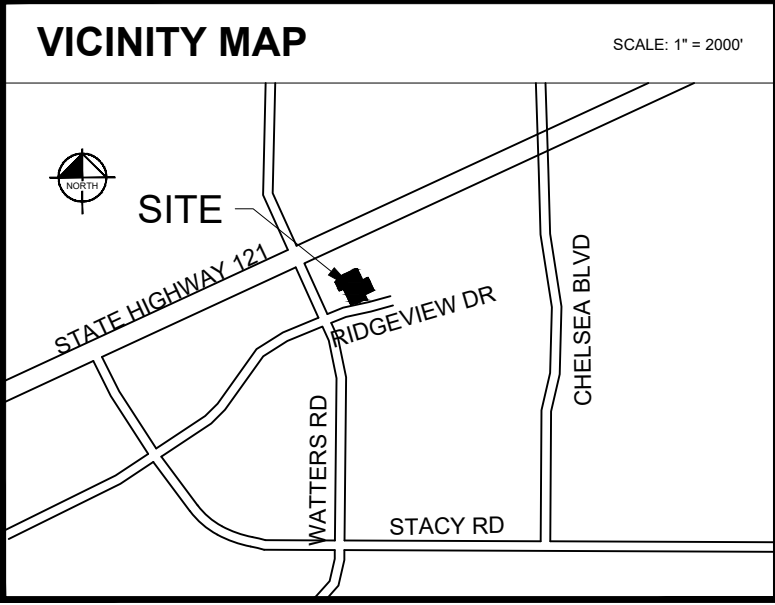 VICINITY MAP
SCALE: 1" = 2000'
NORTH
SITE
STATE HIGHWAY 121
RIDGEVIEW DR
CHELSEA BLVD
WATTERS RD
STACY RD